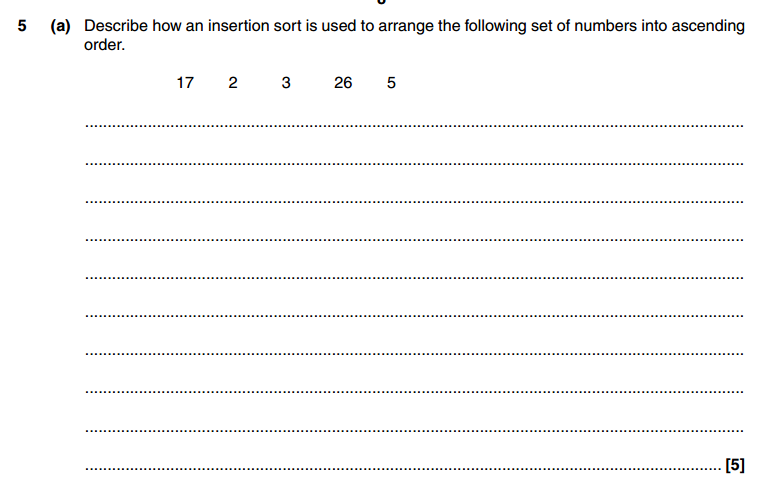 5 (a) Describe how an insertion sort is used to arrange the following set of numbers into ascending
order.
17 2 3 26 5
[5]